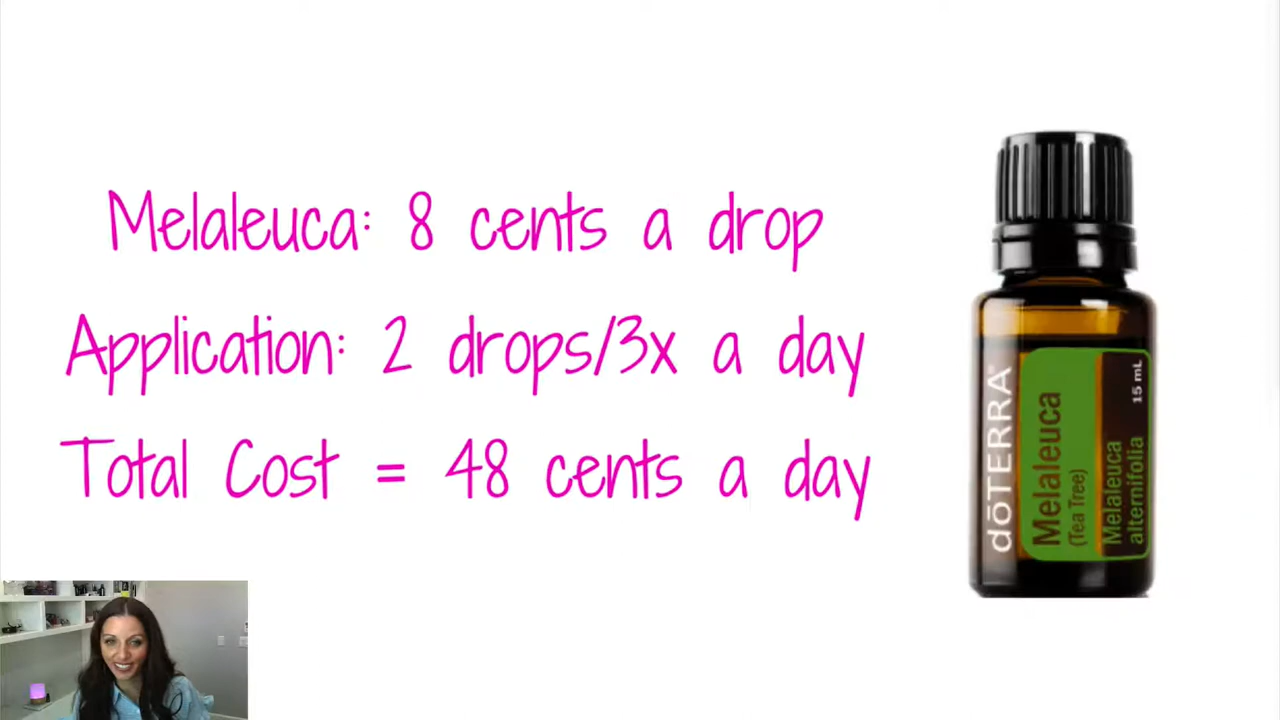 Melaleuca: 8 cents a drop
Application: 2 drops/3x a day
Total Cost = 48 cents a day
dōTERRA®
Melaleuca
(Tea Tree)
Melaleuca
alternifolia
15 mL